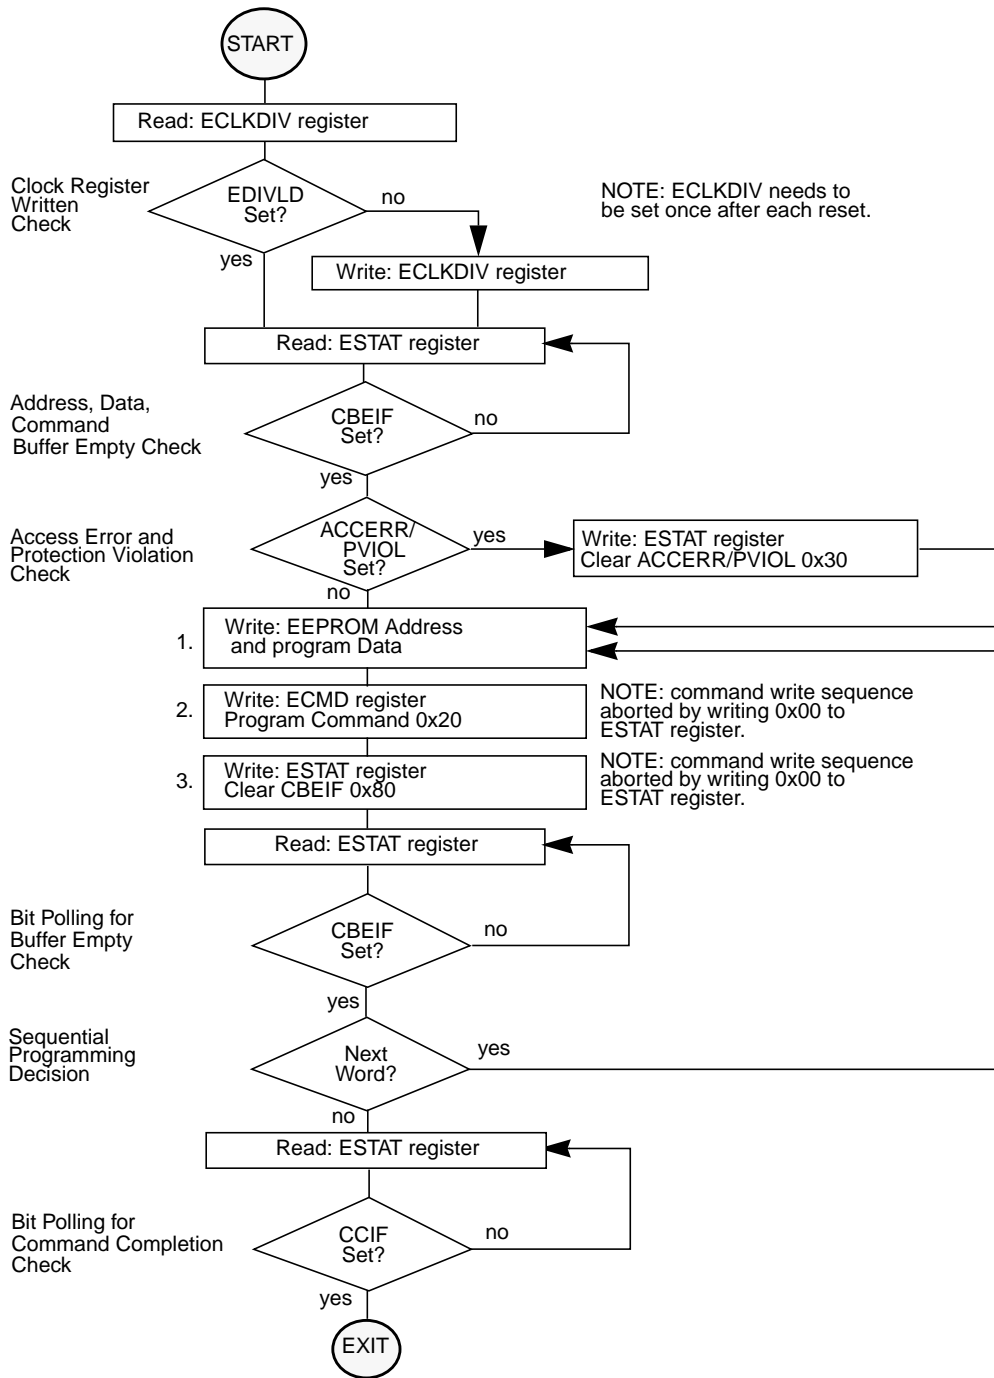 START
Read: ECLKDIV register
Clock Register
Written
Check
EDIVLD
Set?
no
yes
NOTE: ECLKDIV needs to
be set once after each reset.
Write: ECLKDIV register
Read: ESTAT register
Address, Data,
Command
Buffer Empty Check
CBEIF
Set?
no
yes
Access Error and
Protection Violation
Check
ACCERR/
PVIOL
Set?
yes
no
Write: ESTAT register
Clear ACCERR/PVIOL 0x30
1.
Write: EEPROM Address
and program Data
2.
Write: ECMD register
Program Command 0x20
NOTE: command write sequence
aborted by writing 0x00 to
ESTAT register.
3.
Write: ESTAT register
Clear CBEIF 0x80
NOTE: command write sequence
aborted by writing 0x00 to
ESTAT register.
Read: ESTAT register
Bit Polling for
Buffer Empty
Check
CBEIF
Set?
no
yes
Sequential
Programming
Decision
Next
Word?
yes
no
Read: ESTAT register
Bit Polling for
Command Completion
Check
CCIF
Set?
no
yes
EXIT